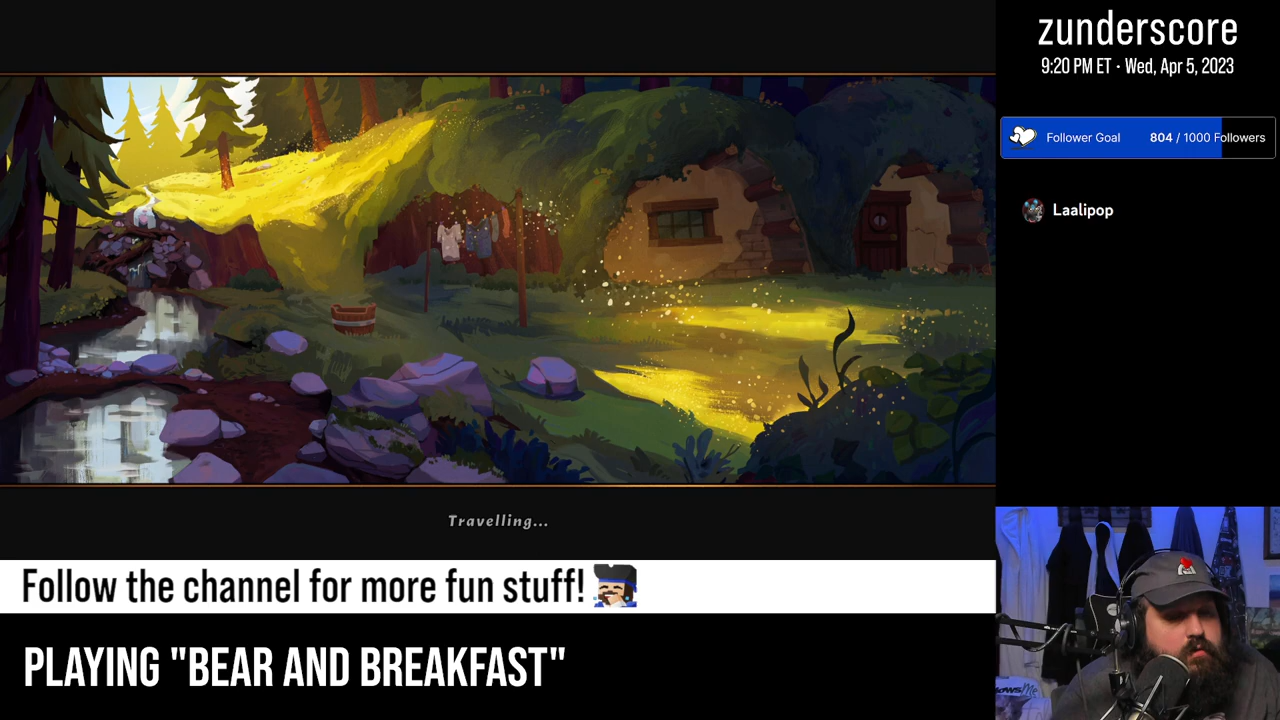 zunderscore
9:20 PM ET · Wed, Apr 5, 2023
Follower Goal 804 / 1000 Followers
Laalipop
Travelling...
Follow the channel for more fun stuff!
PLAYING "BEAR AND BREAKFAST"